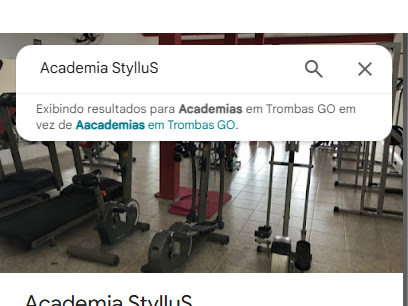 Academia StylluS
Exibindo resultados para Academias em Trombas GO em
vez de Aacademias em Trombas GO.
Academia StylluS